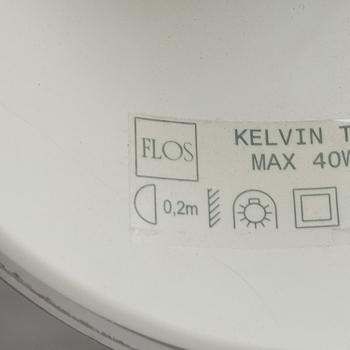 FLOS
KELVIN T
MAX 40W
0,2m